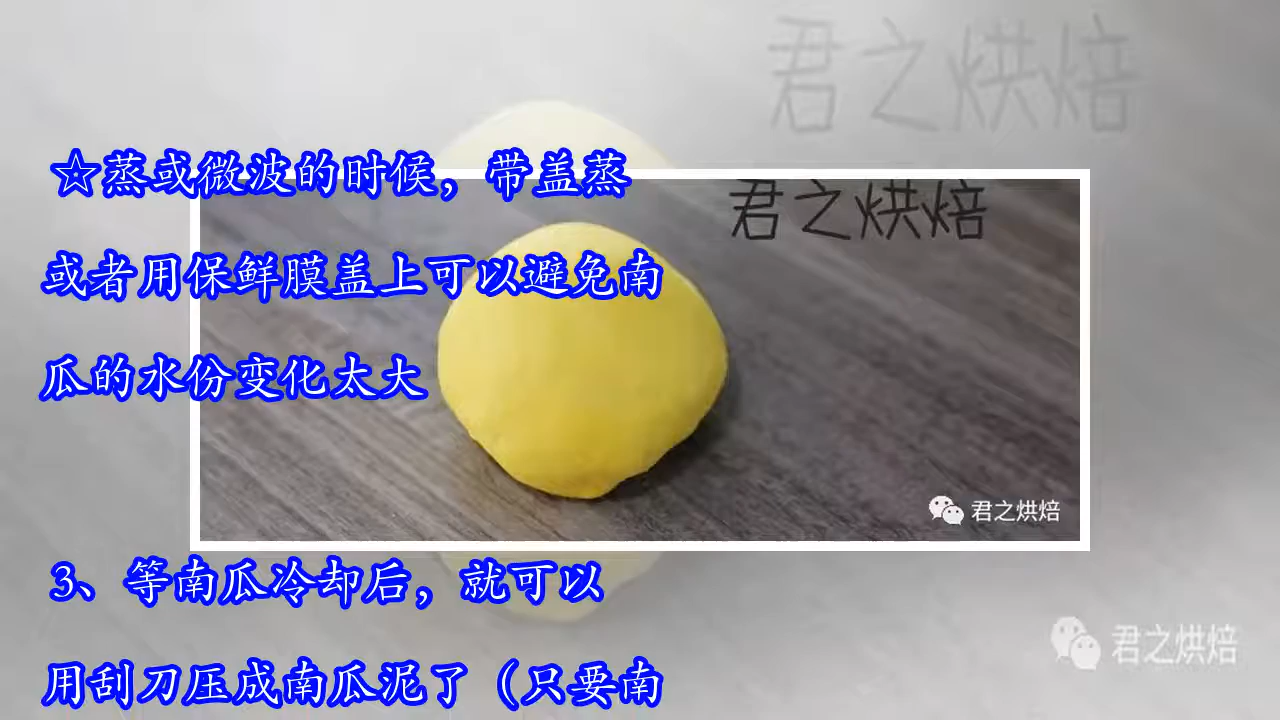 君之烘焙
☆蒸或微波的时候，带盖蒸
君之烘焙
或者用保鲜膜盖上可以避免南
瓜的水份变化太大
君之烘焙
3、等南瓜冷却后，就可以
君之烘焙
用刮刀压成南瓜泥了（只要南